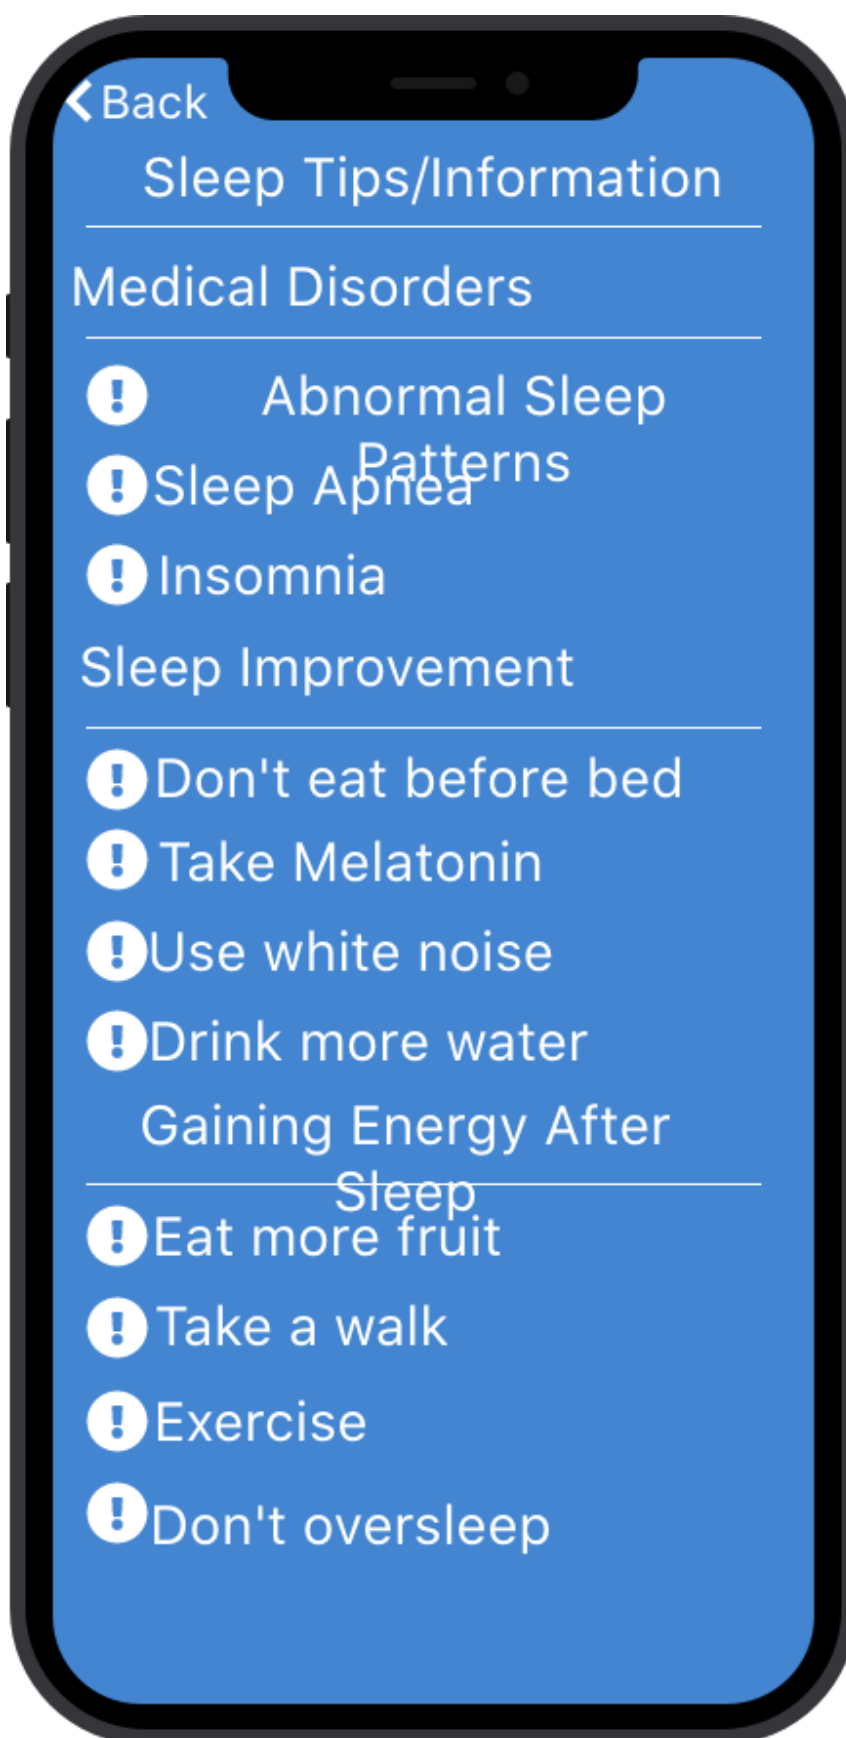 Back
Sleep Tips/Information
Medical Disorders
Abnormal Sleep
Patterns
Sleep Apnea
Insomnia
Sleep Improvement
Don't eat before bed
Take Melatonin
Use white noise
Drink more water
Gaining Energy After
Sleep
Eat more fruit
Take a walk
Exercise
Don't oversleep